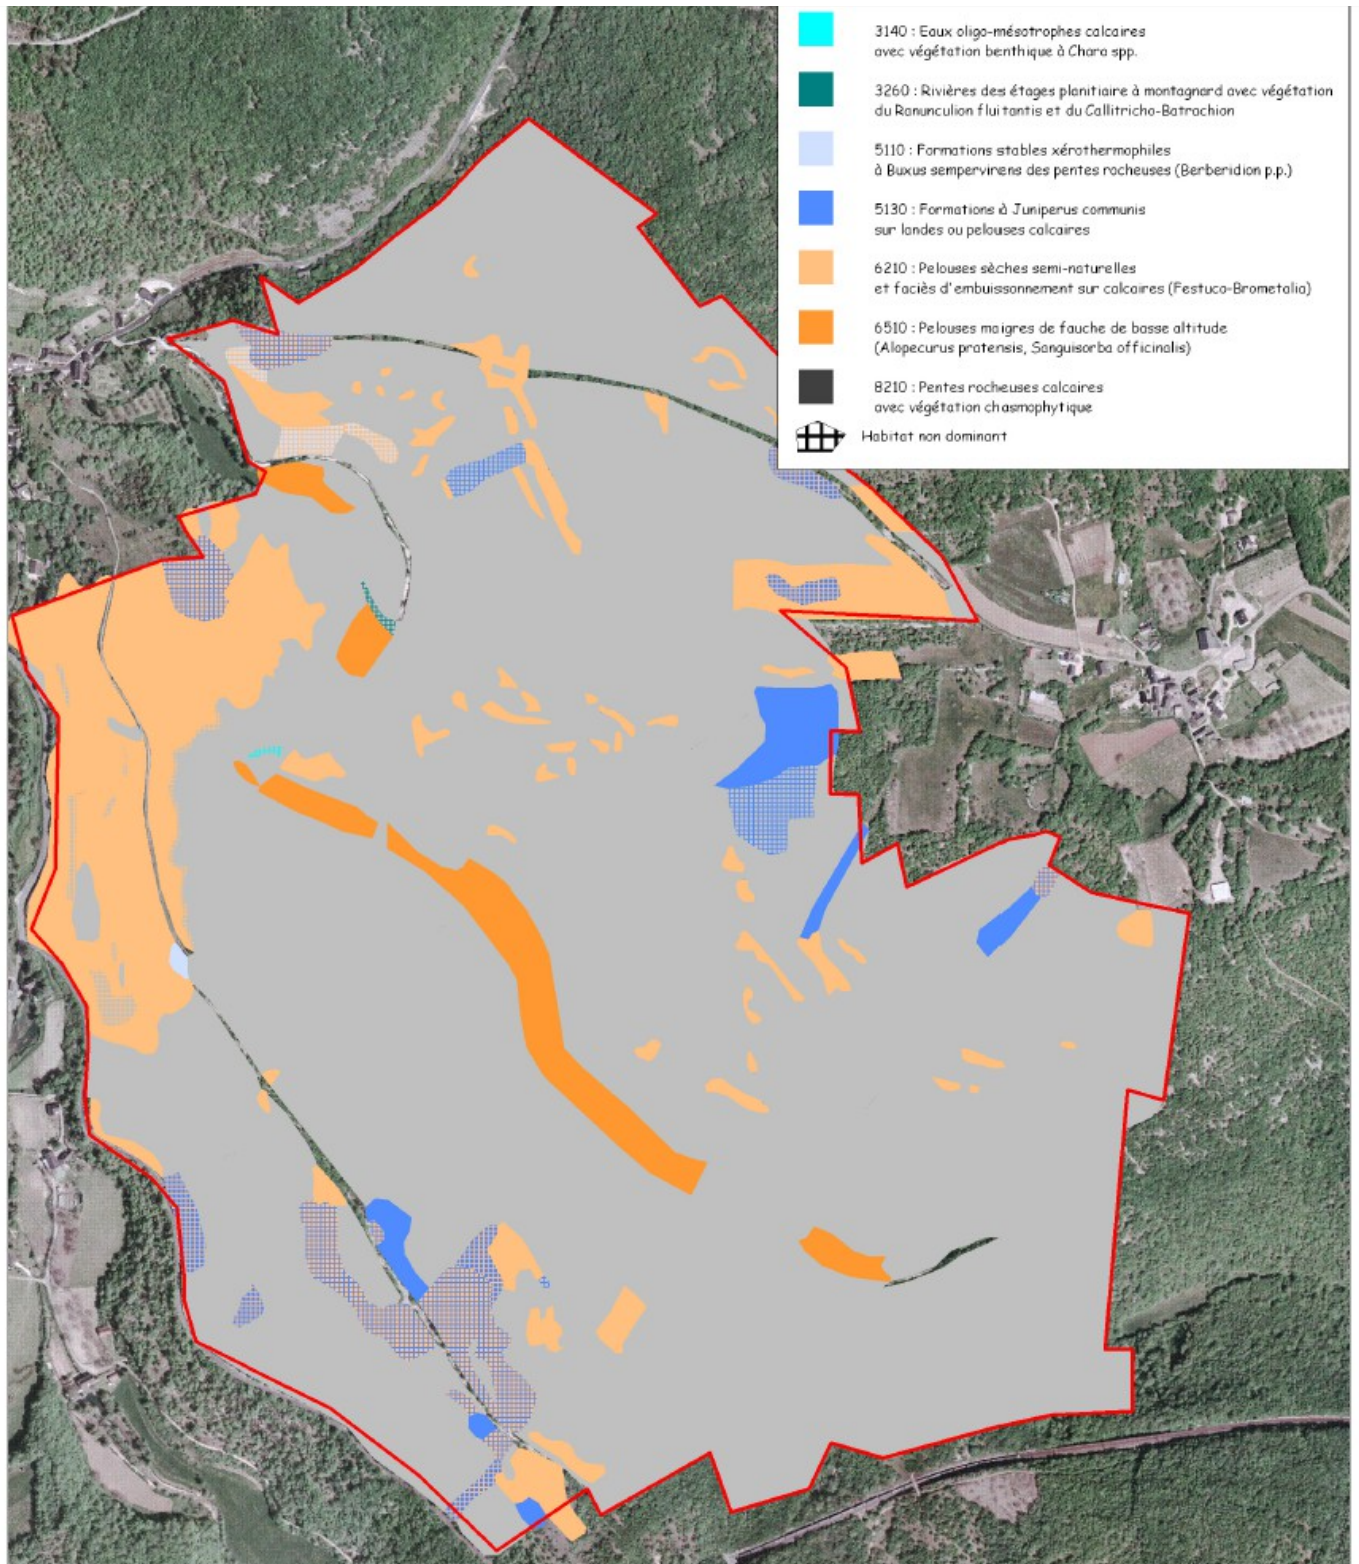 3140 : Eaux oligo-mésotrophes calcaires
avec végétation benthique à Chara spp.
3260 : Rivières des étages planitiaire à montagnard avec végétation
du Ranunculion fluitantis et du Callitricho-Batrachion
5110 : Formations stables xérothermophiles
à Buxus sempervirens des pentes rocheuses (Berberidion p.p.)
5130 : Formations à Juniperus communis
sur landes ou pelouses calcaires
6210 : Pelouses sèches semi-naturelles
et faciès d'embuissonnement sur calcaires (Festuco-Brometalia)
6510 : Pelouses maigres de fauche de basse altitude
(Alopecurus pratensis, Sanguisorba officinalis)
8210 : Pentes rocheuses calcaires
avec végétation chasmophytique
Habitat non dominant